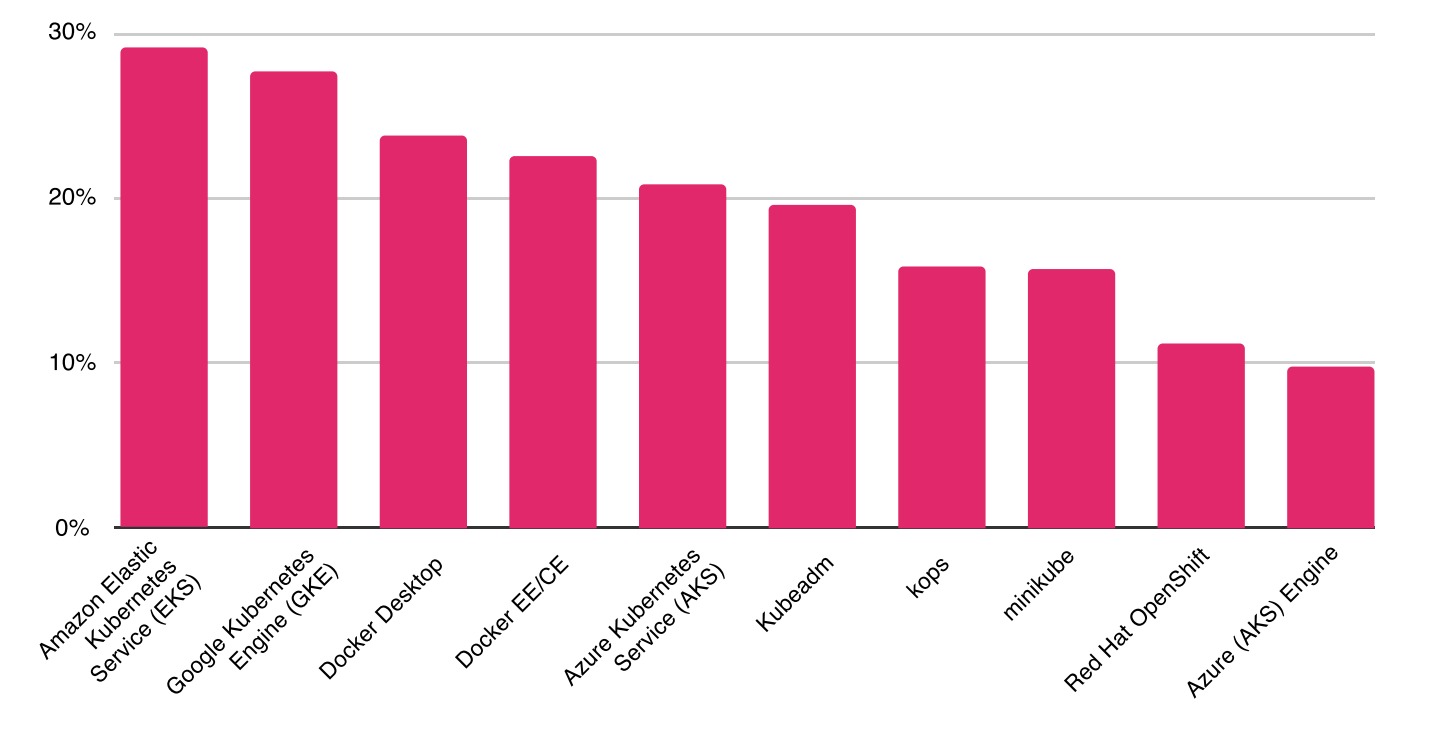 30%
20%
10%
0%
Amazon Elastic
Kubernetes
Service (EKS)
Google Kubernetes
Engine (GKE)
Docker Desktop
Docker EE/CE
Azure Kubernetes
Service (AKS)
Kubeadm
kops
minikube
Red Hat OpenShift
Azure (AKS) Engine